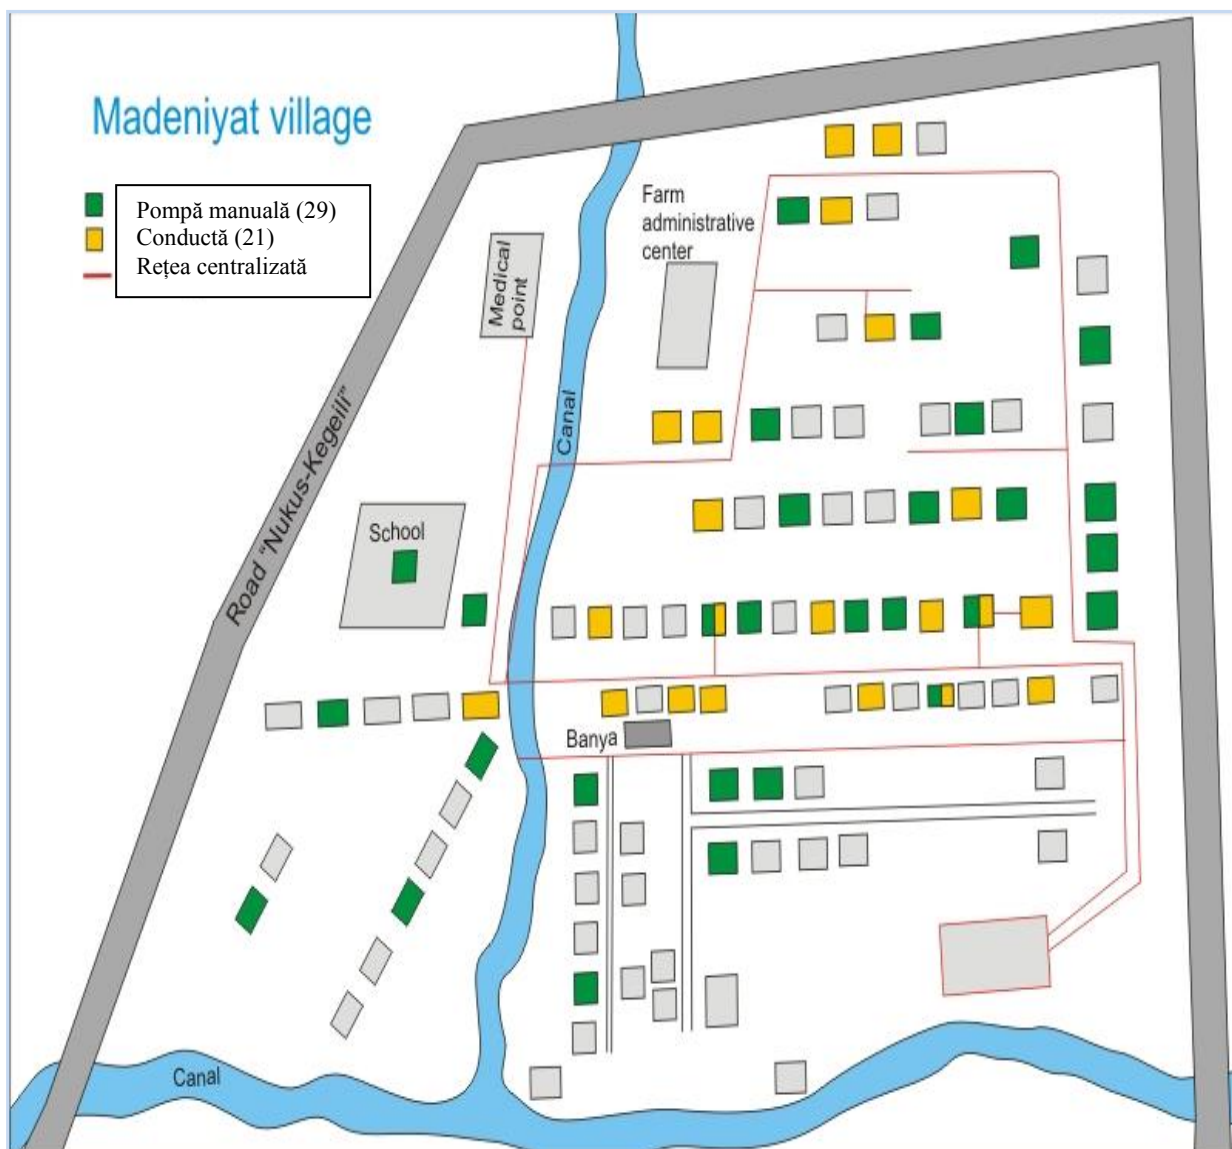 Madeniyat village
Pompă manuală (29)
Conductă (21)
Rețea centralizată
Farm
administrative
center
Medical
point
Canal
Road "Nukus-Kegeili"
School
Banya
Canal